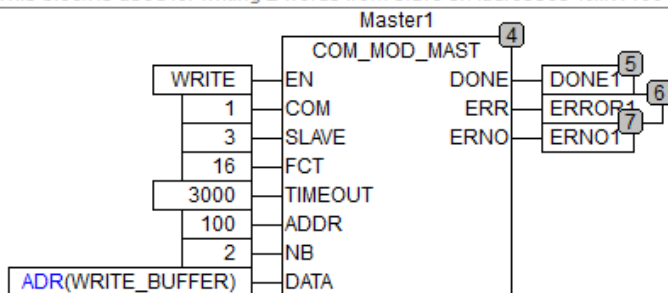 Master1
4
COM_MOD_MAST
5
WRITE EN DONE DONE1
6
1 COM ERR ERROR1
7
3 SLAVE ERNO ERNO1
16 FCT
3000 TIMEOUT
100 ADDR
2 NB
ADR(WRITE_BUFFER) DATA